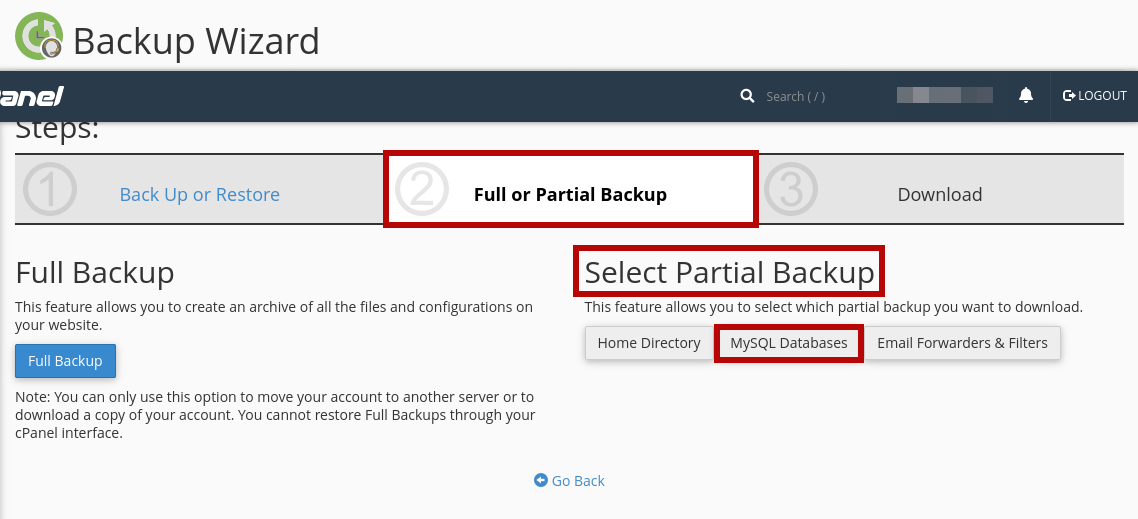 Backup Wizard
Panel
Search ( / )
LOGOUT
Steps:
1
Back Up or Restore
2
Full or Partial Backup
3
Download
Full Backup
This feature allows you to create an archive of all the files and configurations on
your website.
Full Backup
Note: You can only use this option to move your account to another server or to
download a copy of your account. You cannot restore Full Backups through your
cPanel interface.
Select Partial Backup
This feature allows you to select which partial backup you want to download.
Home Directory
MySQL Databases
Email Forwarders & Filters
Go Back